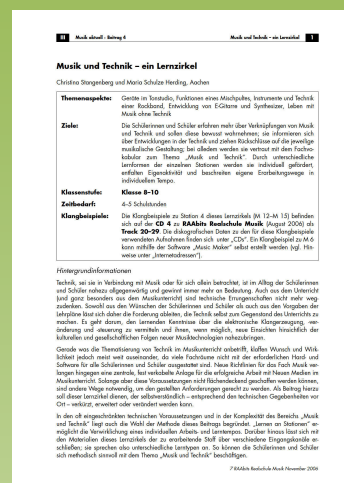 III Musik aktuell • Beitrag 6 Musik und Technik – ein Lernzirkel 1
Musik und Technik – ein Lernzirkel
Christina Stangenberg und Maria Schulze Herding, Aachen
Themenaspekte: Geräte im Tonstudio, Funktionen eines Mischpultes, Instrumente und Technik
einer Rockband, Entwicklung von E-Gitarre und Synthesizer, Leben mit
Musik ohne Technik
Ziele: Die Schülerinnen und Schüler erfahren mehr über Verknüpfungen von Musik
und Technik und sollen diese bewusst wahrnehmen; sie informieren sich
über Entwicklungen in der Technik und ziehen Rückschlüsse auf die jeweilige
musikalische Gestaltung; bei alledem werden sie vertraut mit dem Fachvo-
kabular zum Thema „Musik und Technik“. Durch unterschiedliche
Lernformen der einzelnen Stationen werden sie individuell gefördert,
entfalten Eigenaktivität und beschreiten eigene Erarbeitungswege in
individuellem Tempo.
Klassenstufe: Klasse 8–10
Zeitbedarf: 4–5 Schulstunden
Klangbeispiele: Die Klangbeispiele zu Station 4 dieses Lernzirkels (M 12–M 15) befinden
sich auf der CD 4 zu RAAbits Musik (August 2006) als
Track 20–29. Die diskografischen Daten zu den für diese Klangbeispiele
verwendeten Aufnahmen finden sich unter „CDs“. Ein Klangbeispiel zu M 6
kann mithilfe der Software „Music Maker“ selbst erstellt werden (vgl. Hin-
weise unter „Internetadressen“).
Hintergrundinformationen
Technik, sei sie in Verbindung mit Musik oder für sich allein betrachtet, ist im Alltag der Schülerinnen
und Schüler nahezu allgegenwärtig und gewinnt immer mehr an Bedeutung. Auch aus dem Unterricht
(und ganz besonders aus dem Musikunterricht) sind technische Errungenschaften nicht mehr weg
zudenken. Sowohl aus den Wünschen der Schülerinnen und Schüler als auch aus den Vorgaben der
Lehrpläne lässt sich daher die Forderung ableiten, die Technik selbst zum Gegenstand des Unterrichts zu
machen. Es geht darum, den Lernenden Kenntnisse über die elektronische Klangerzeugung, -ver-
änderung und -steuerung zu vermitteln und ihnen, wenn möglich, neue Einsichten hinsichtlich der
kulturellen und gesellschaftlichen Folgen neuer Musiktechnologien nahezubringen.
Gerade was die Thematisierung von Technik im Musikunterricht anbetrifft, klaffen Wunsch und Wirk-
lichkeit jedoch meist weit auseinander, da viele Fachräume nicht mit der erforderlichen Hard- und
Software für alle Schülerinnen und Schüler ausgestattet sind. Neue Richtlinien für das Fach Musik ver-
langen hingegen eine zentrale, fast verkabelte Anlage für die erfolgreiche Arbeit mit Neuen Medien im
Musikunterricht. Solange aber diese Voraussetzungen nicht flächendeckend geschaffen werden können,
sind andere Wege notwendig, um den gestellten Anforderungen gerecht zu werden. Als Beitrag hierzu
soll dieser Lernzirkel dienen, der selbstverständlich – entsprechend den technischen Gegebenheiten vor
Ort – verkürzt, erweitert oder verändert werden kann.
In den oft eingeschränkten technischen Voraussetzungen und in der Komplexität des Bereichs „Musik
und Technik“ liegt auch die Wahl der Methode dieses Beitrags begründet. „Lernen an Stationen“ er-
möglicht die Verwirklichung eines individuellen Arbeits- und Lerntempos. Darüber hinaus lässt sich mit
den Materialien dieses Lernzirkels der zu erarbeitende Stoff über verschiedene Eingangskanäle er-
schließen; sie sprechen also unterschiedliche Lerntypen an. So können die Schülerinnen und Schüler
sich methodisch sinnvoll mit dem Thema „Musik und Technik“ beschäftigen.
7 RAAbits Realschule Musik November 2006